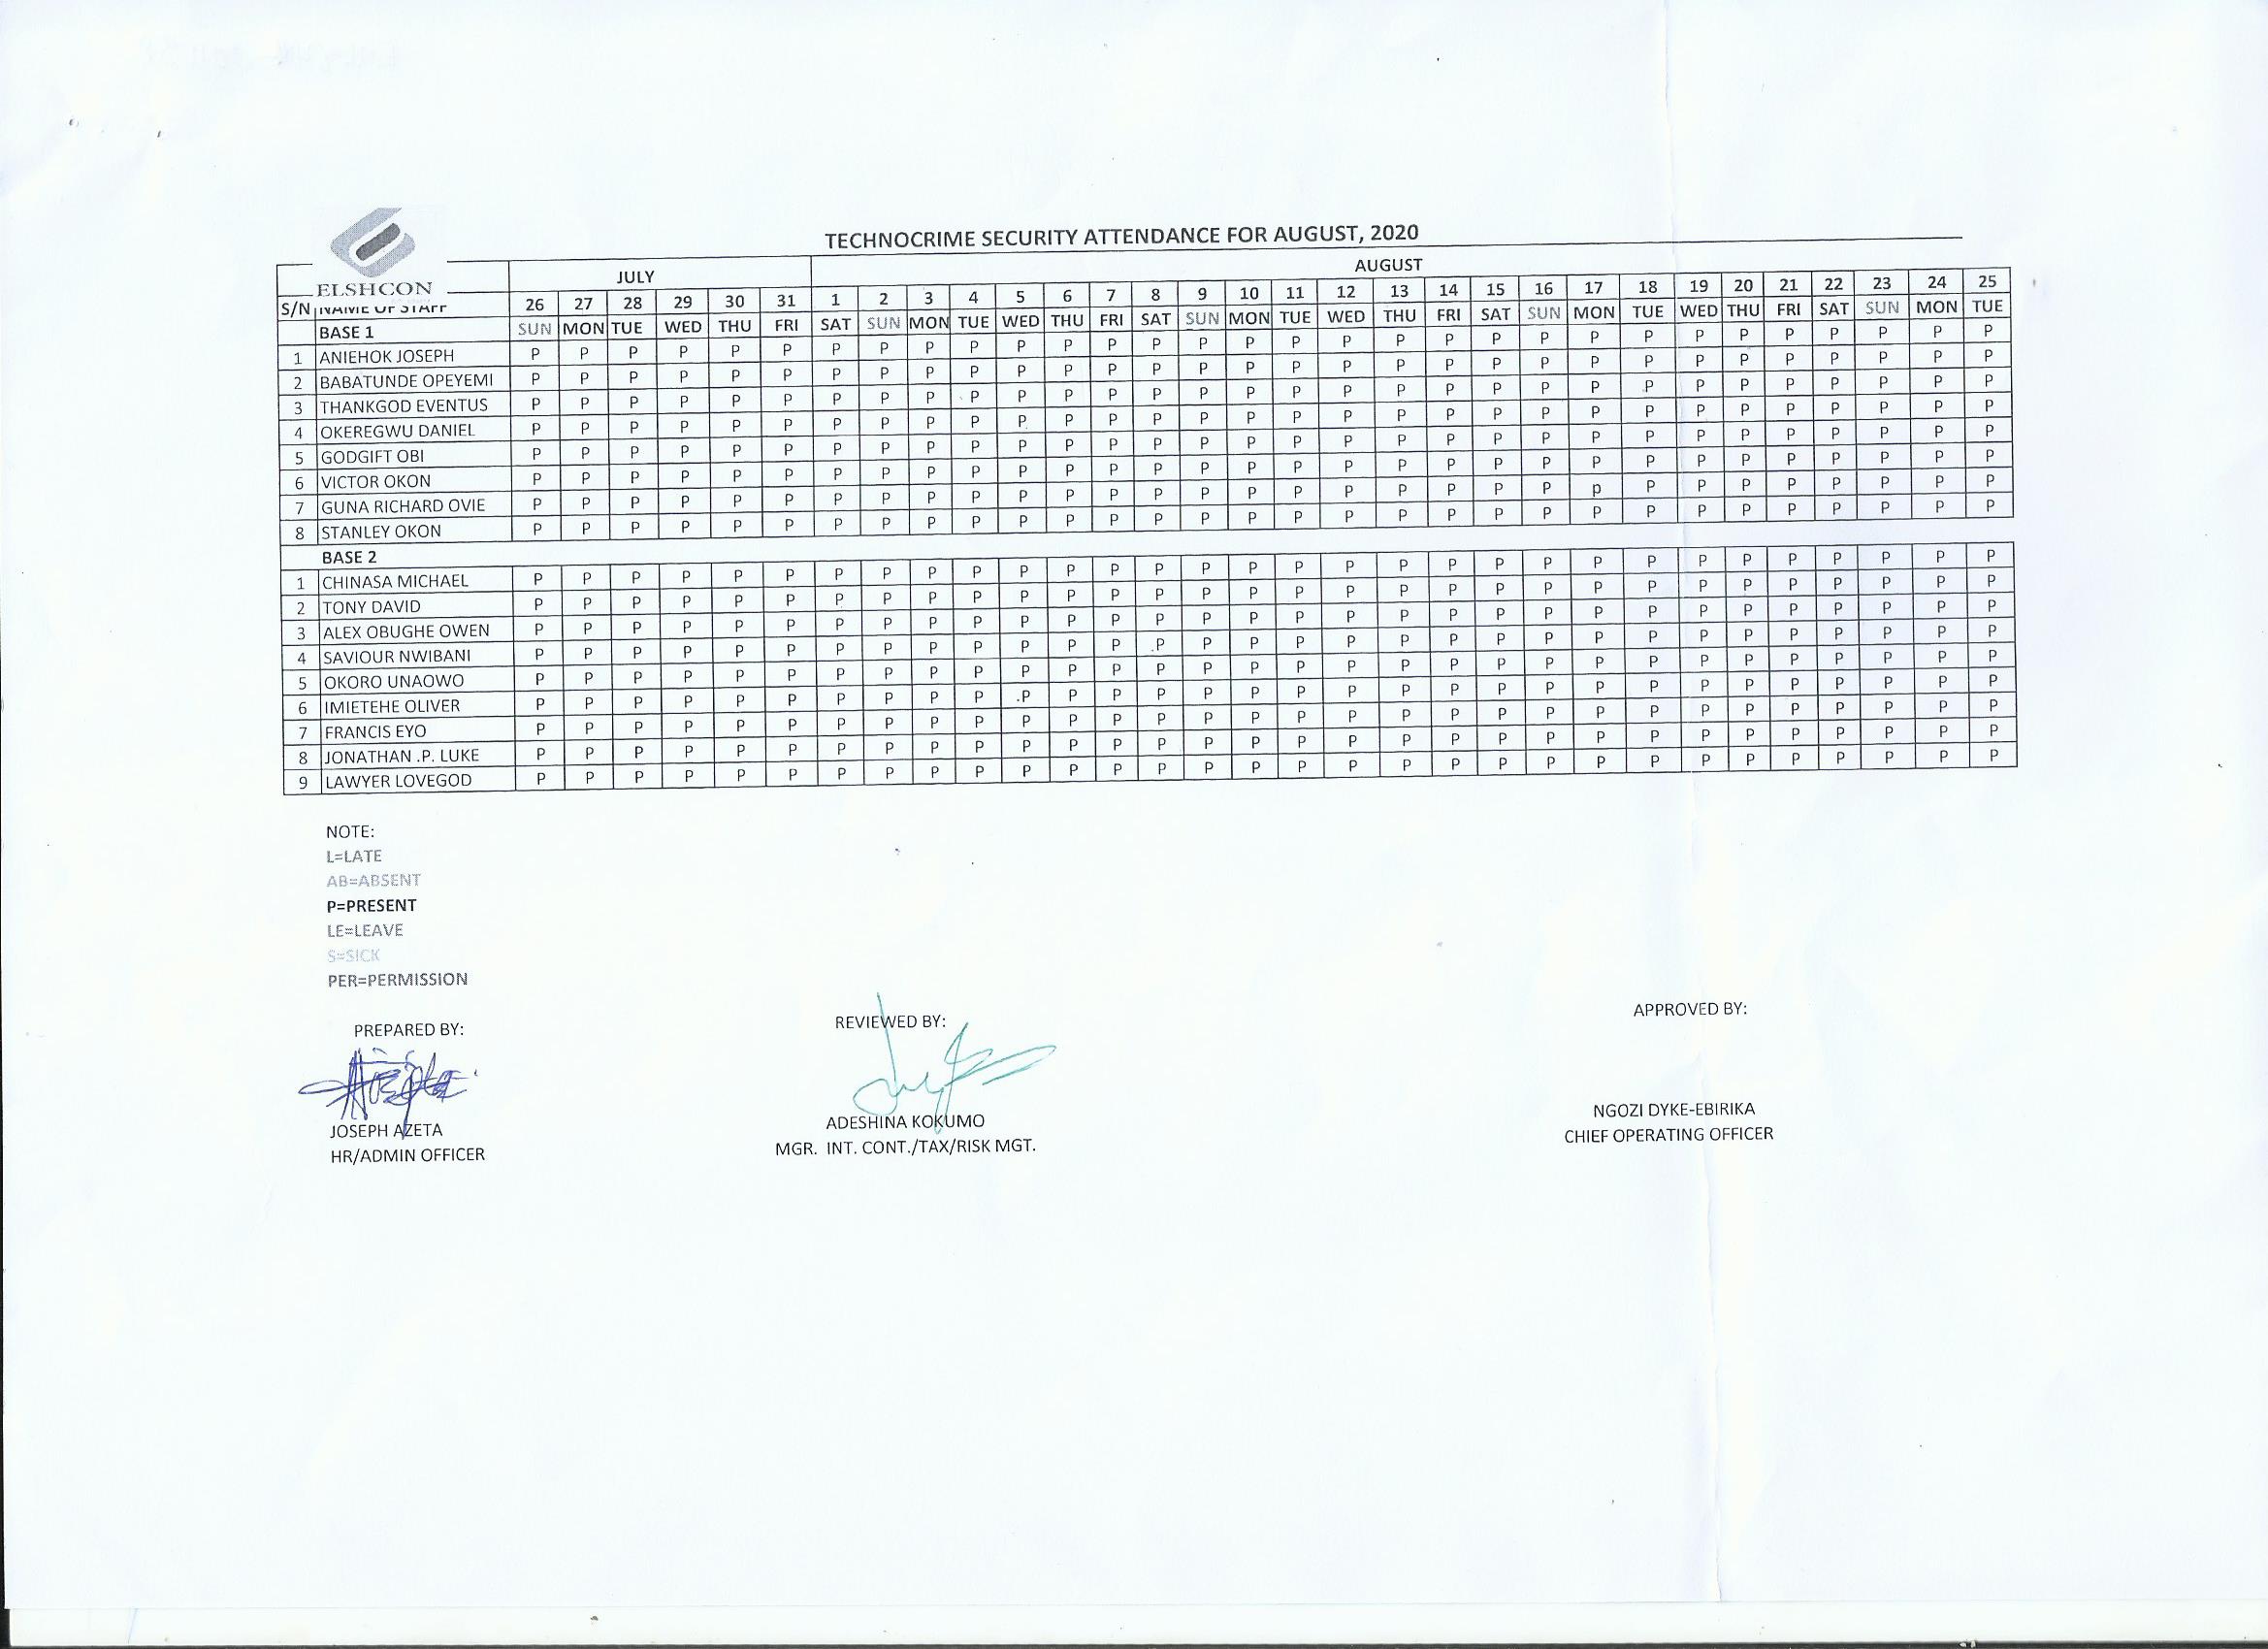 TECHNOCRIME SECURITY ATTENDANCE FOR AUGUST, 2020
ELSHCON
JULY AUGUST
S/N NAME OF STAFF 26 27 28 29 30 31 1 2 3 4 5 6 7 8 9 10 11 12 13 14 15 16 17 18 19 20 21 22 23 24 25
BASE 1 SUN MON TUE WED THU FRI SAT SUN MON TUE WED THU FRI SAT SUN MON TUE WED THU FRI SAT SUN MON TUE WED THU FRI SAT SUN MON TUE
1 ANIEHOK JOSEPH P P P P P P P P P P P P P P P P P P P P P P P P P P P P P P P
2 BABATUNDE OPEYEMI P P P P P P P P P P P P P P P P P P P P P P P P P P P P P P P
3 THANKGOD EVENTUS P P P P P P P P P P P P P P P P P P P P P P P P P P P P P P P
4 OKEREGWU DANIEL P P P P P P P P P P P P P P P P P P P P P P P P P P P P P P P
5 GODGIFT OBI P P P P P P P P P P P P P P P P P P P P P P P P P P P P P P P
6 VICTOR OKON P P P P P P P P P P P P P P P P P P P P P P P P P P P P P P P
7 GUNA RICHARD OVIE P P P P P P P P P P P P P P P P P P P P P P p P P P P P P P P
8 STANLEY OKON P P P P P P P P P P P P P P P P P P P P P P P P P P P P P P P
BASE 2
1 CHINASA MICHAEL P P P P P P P P P P P P P P P P P P P P P P P P P P P P P P P
2 TONY DAVID P P P P P P P P P P P P P P P P P P P P P P P P P P P P P P P
3 ALEX OBUGHE OWEN P P P P P P P P P P P P P P P P P P P P P P P P P P P P P P P
4 SAVIOUR NWIBANI P P P P P P P P P P P P P P P P P P P P P P P P P P P P P P P
5 OKORO UNAOWO P P P P P P P P P P P P P P P P P P P P P P P P P P P P P P P
6 IMIETEHE OLIVER P P P P P P P P P P P P P P P P P P P P P P P P P P P P P P P
7 FRANCIS EYO P P P P P P P P P P P P P P P P P P P P P P P P P P P P P P P
8 JONATHAN .P. LUKE P P P P P P P P P P P P P P P P P P P P P P P P P P P P P P P
9 LAWYER LOVEGOD P P P P P P P P P P P P P P P P P P P P P P P P P P P P P P P
NOTE:
L=LATE
AB=ABSENT
P=PRESENT
LE=LEAVE
S=SICK
PER=PERMISSION
PREPARED BY: REVIEWED BY: APPROVED BY:
JOSEPH AZETA ADESHINA KOKUMO NGOZI DYKE-EBIRIKA
HR/ADMIN OFFICER MGR. INT. CONT./TAX/RISK MGT. CHIEF OPERATING OFFICER